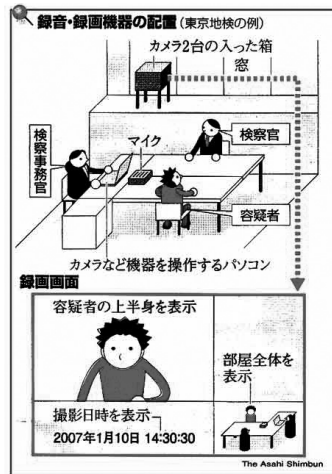 録音・録画機器の配置(東京地検の例)
カメラ2台の入った箱
窓
マイク
検察官
検察事務官
容疑者
カメラなど機器を操作するパソコン
録画画面
容疑者の上半身を表示
部屋全体を
表示
撮影日時を表示
2007年1月10日 14:30:30
The Asahi Shimbun